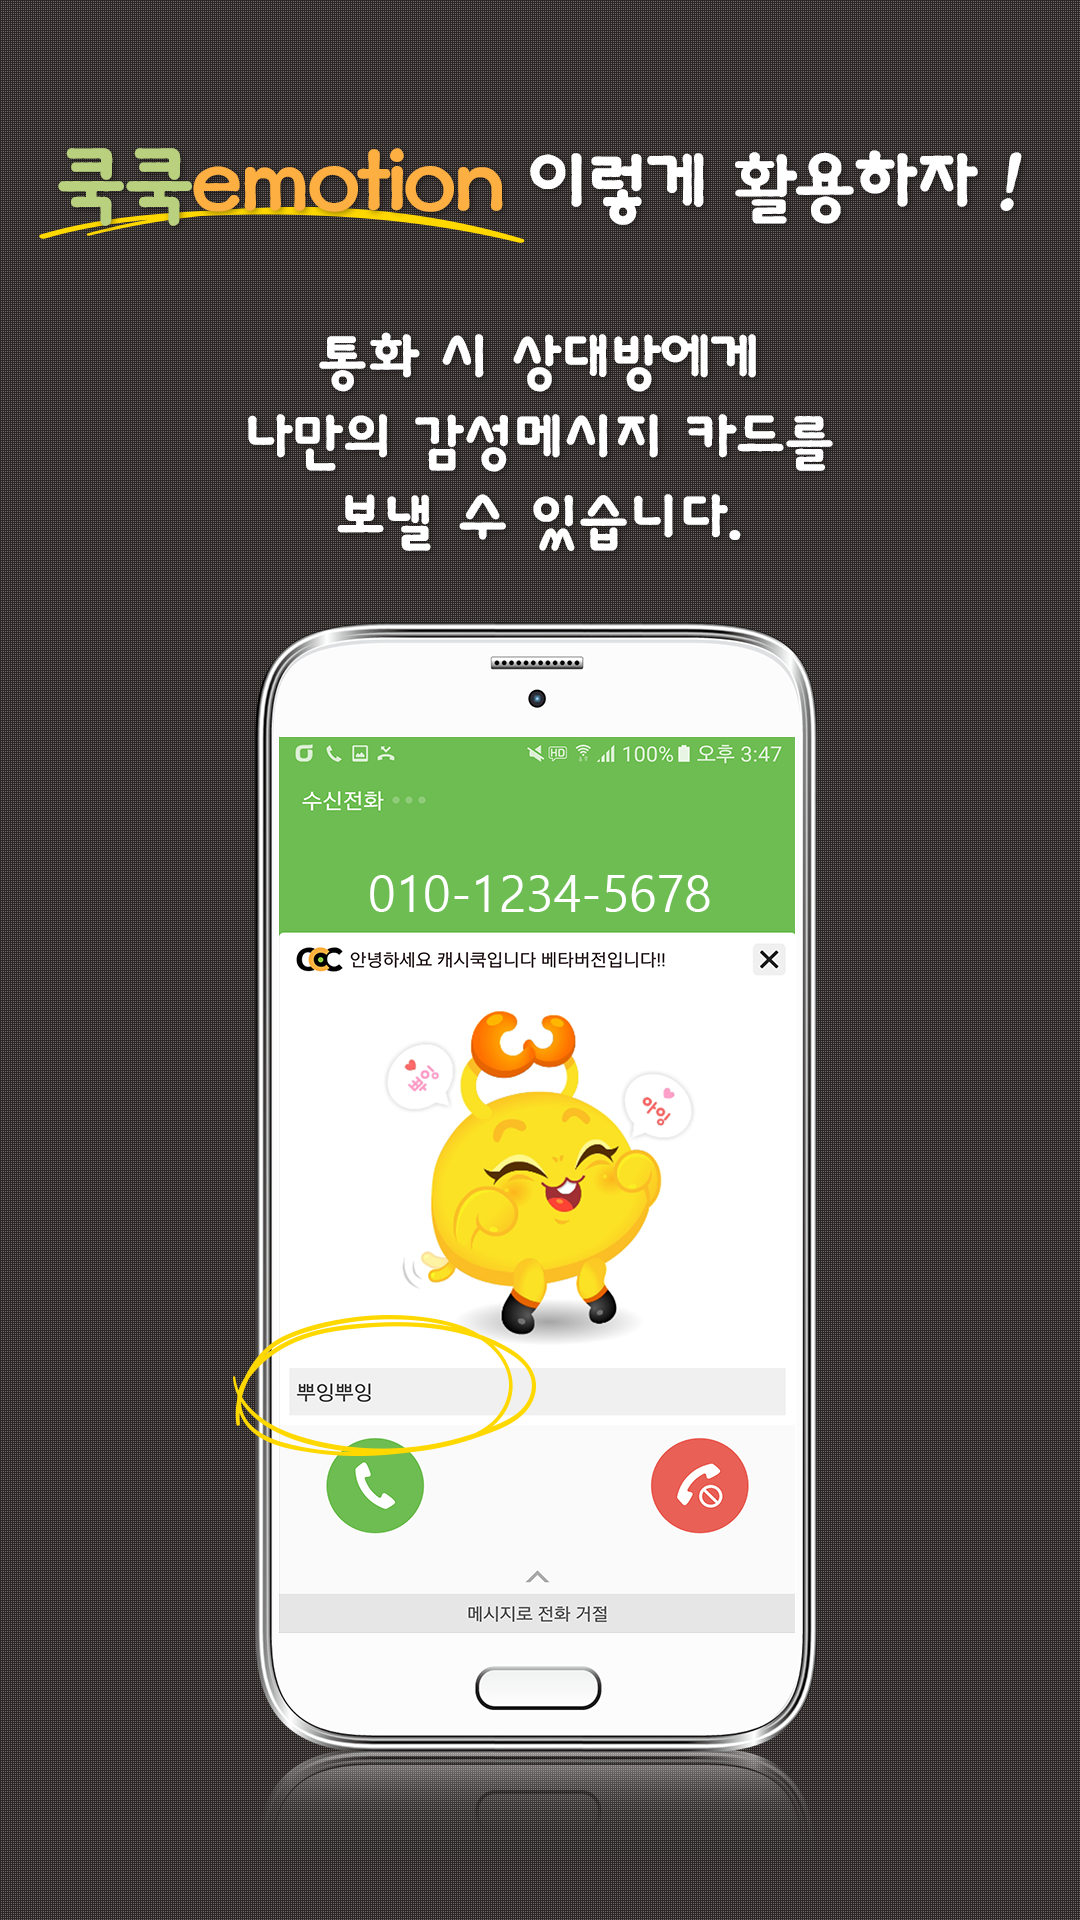 쿡쿡emotion 이렇게 활용하자 !
통화 시 상대방에게
나만의 감성메시지 카드를
보낼 수 있습니다.
HD 100% 오후 3:47
수신전화
010-1234-5678
COC 안녕하세요 캐시쿡입니다 베타버전입니다!!
뿌잉
아잉
뿌잉뿌잉
메시지로 전화 거절